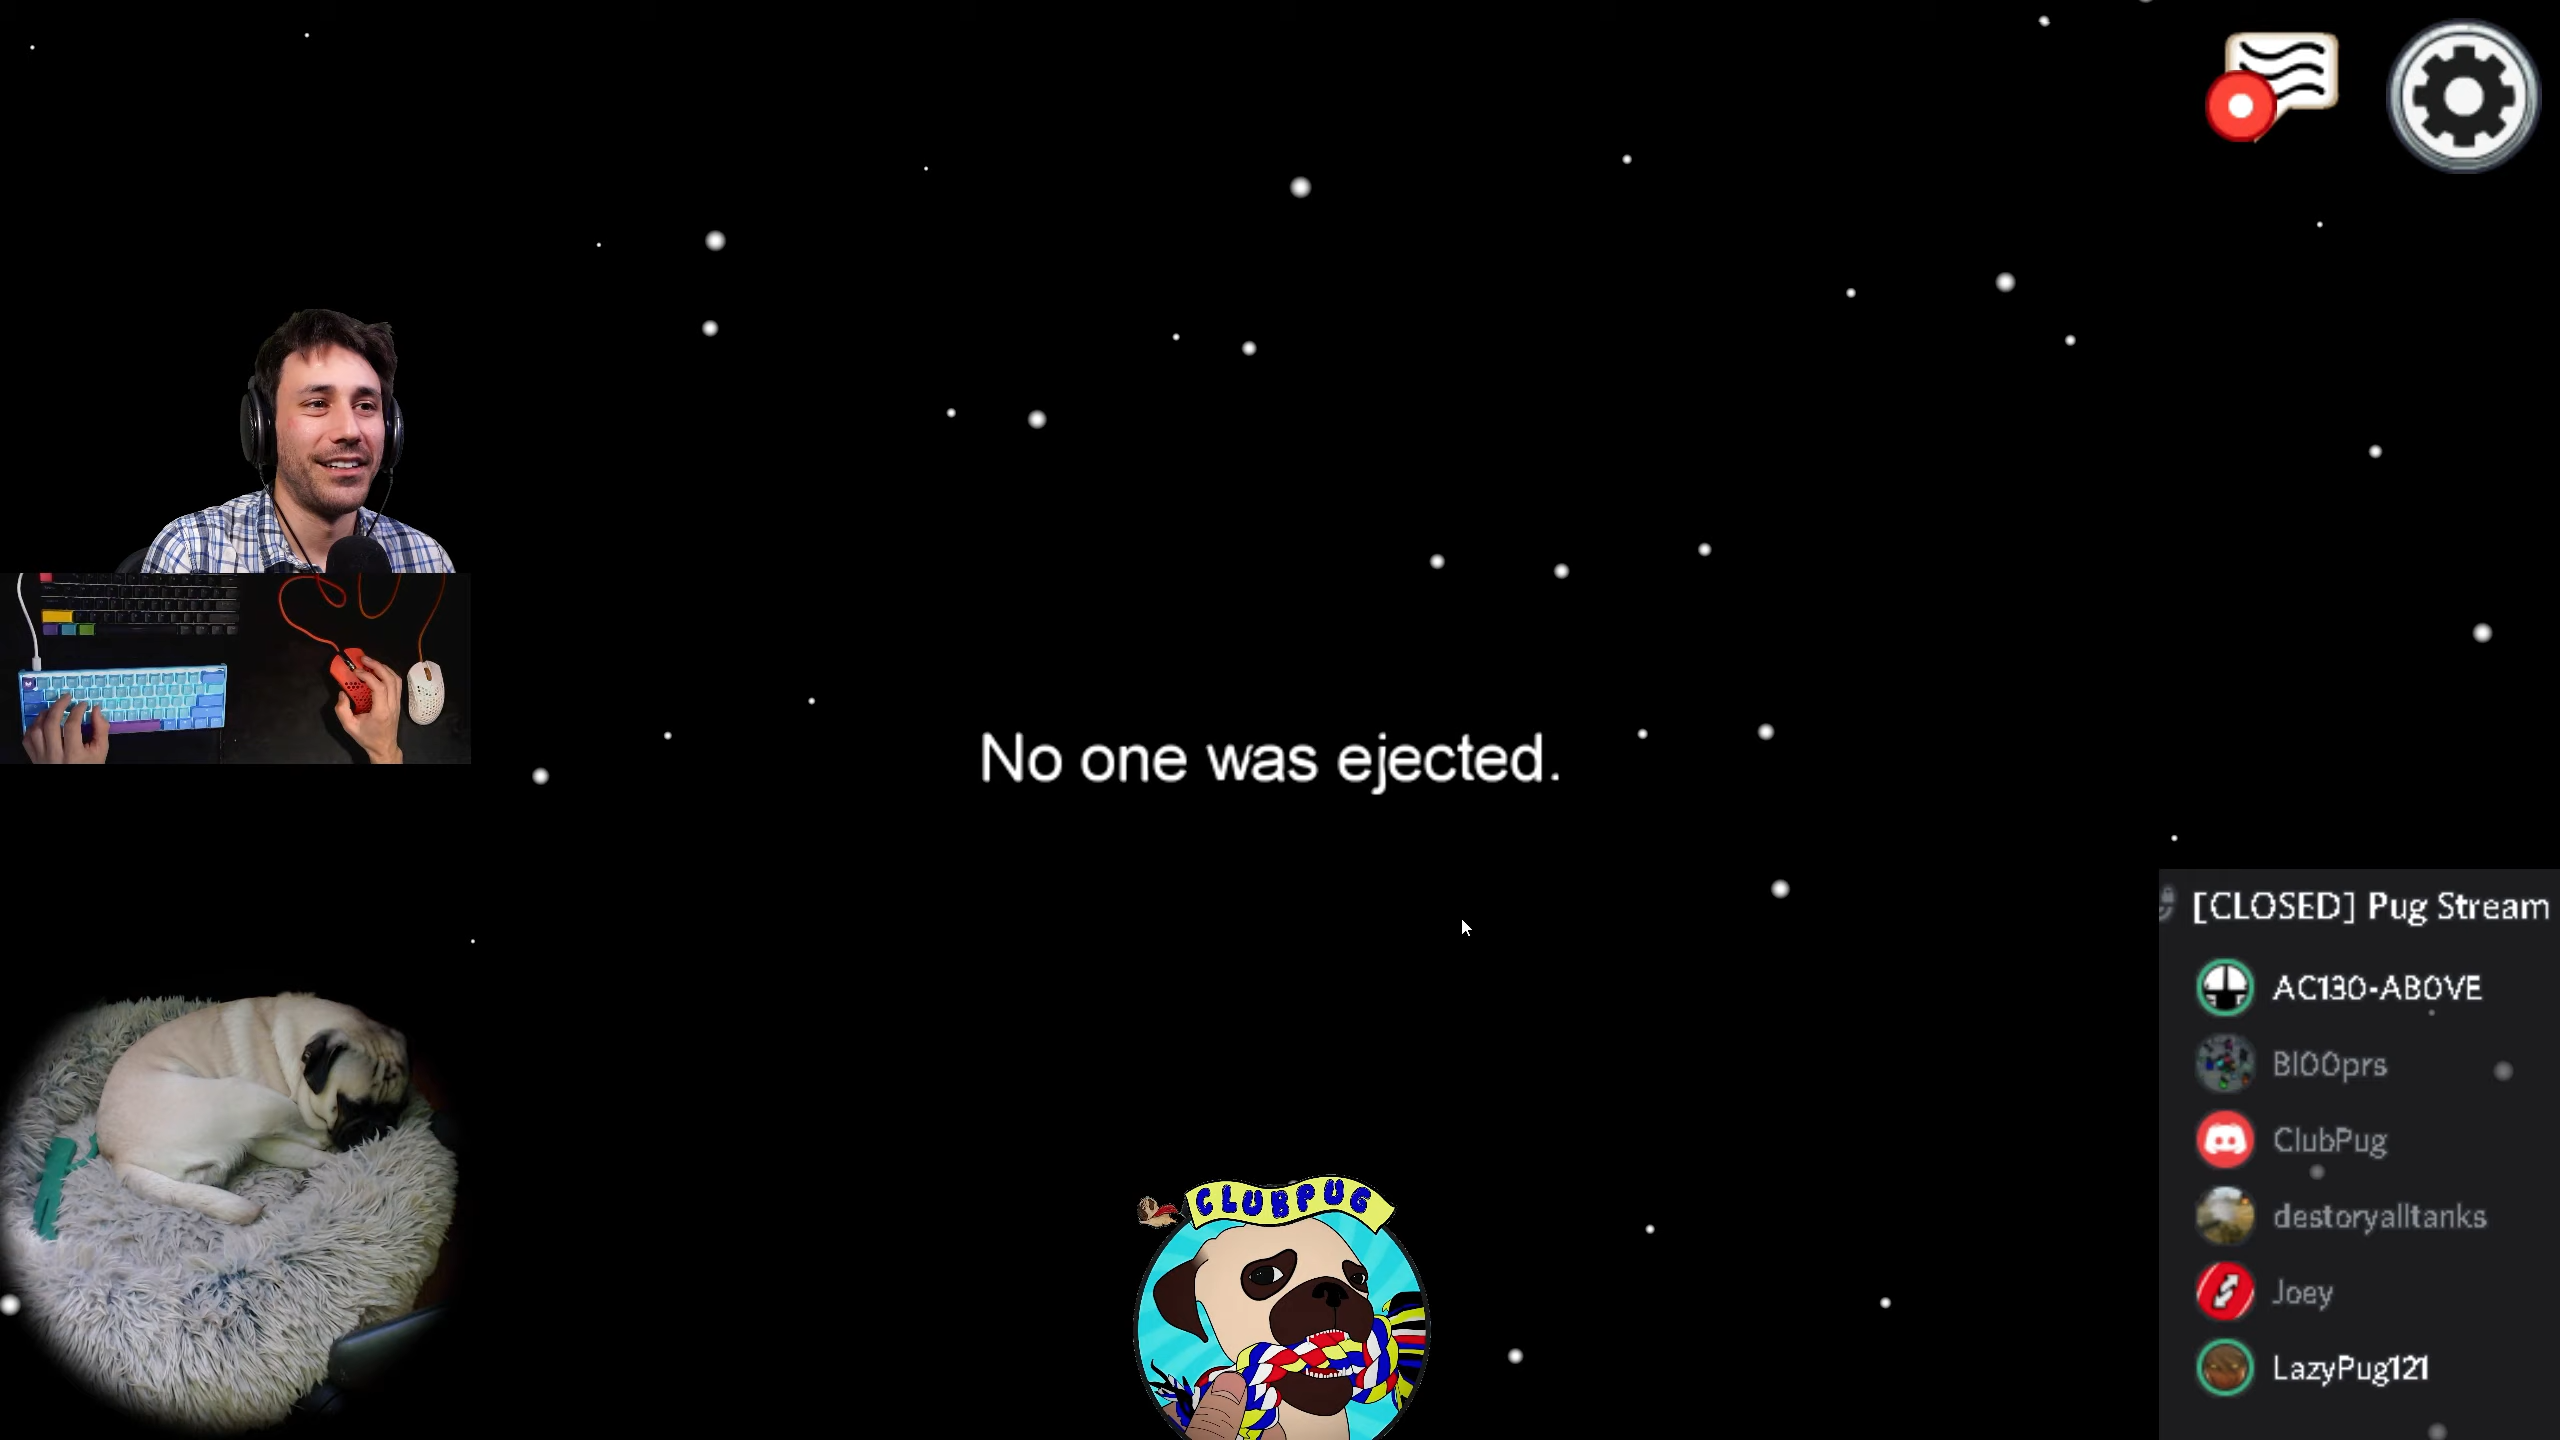 No one was ejected.
[CLOSED] Pug Stream
AC130-ABOVE
Bl00prs
ClubPug
destoryalltanks
Joey
LazyPug121
CLUBPUG